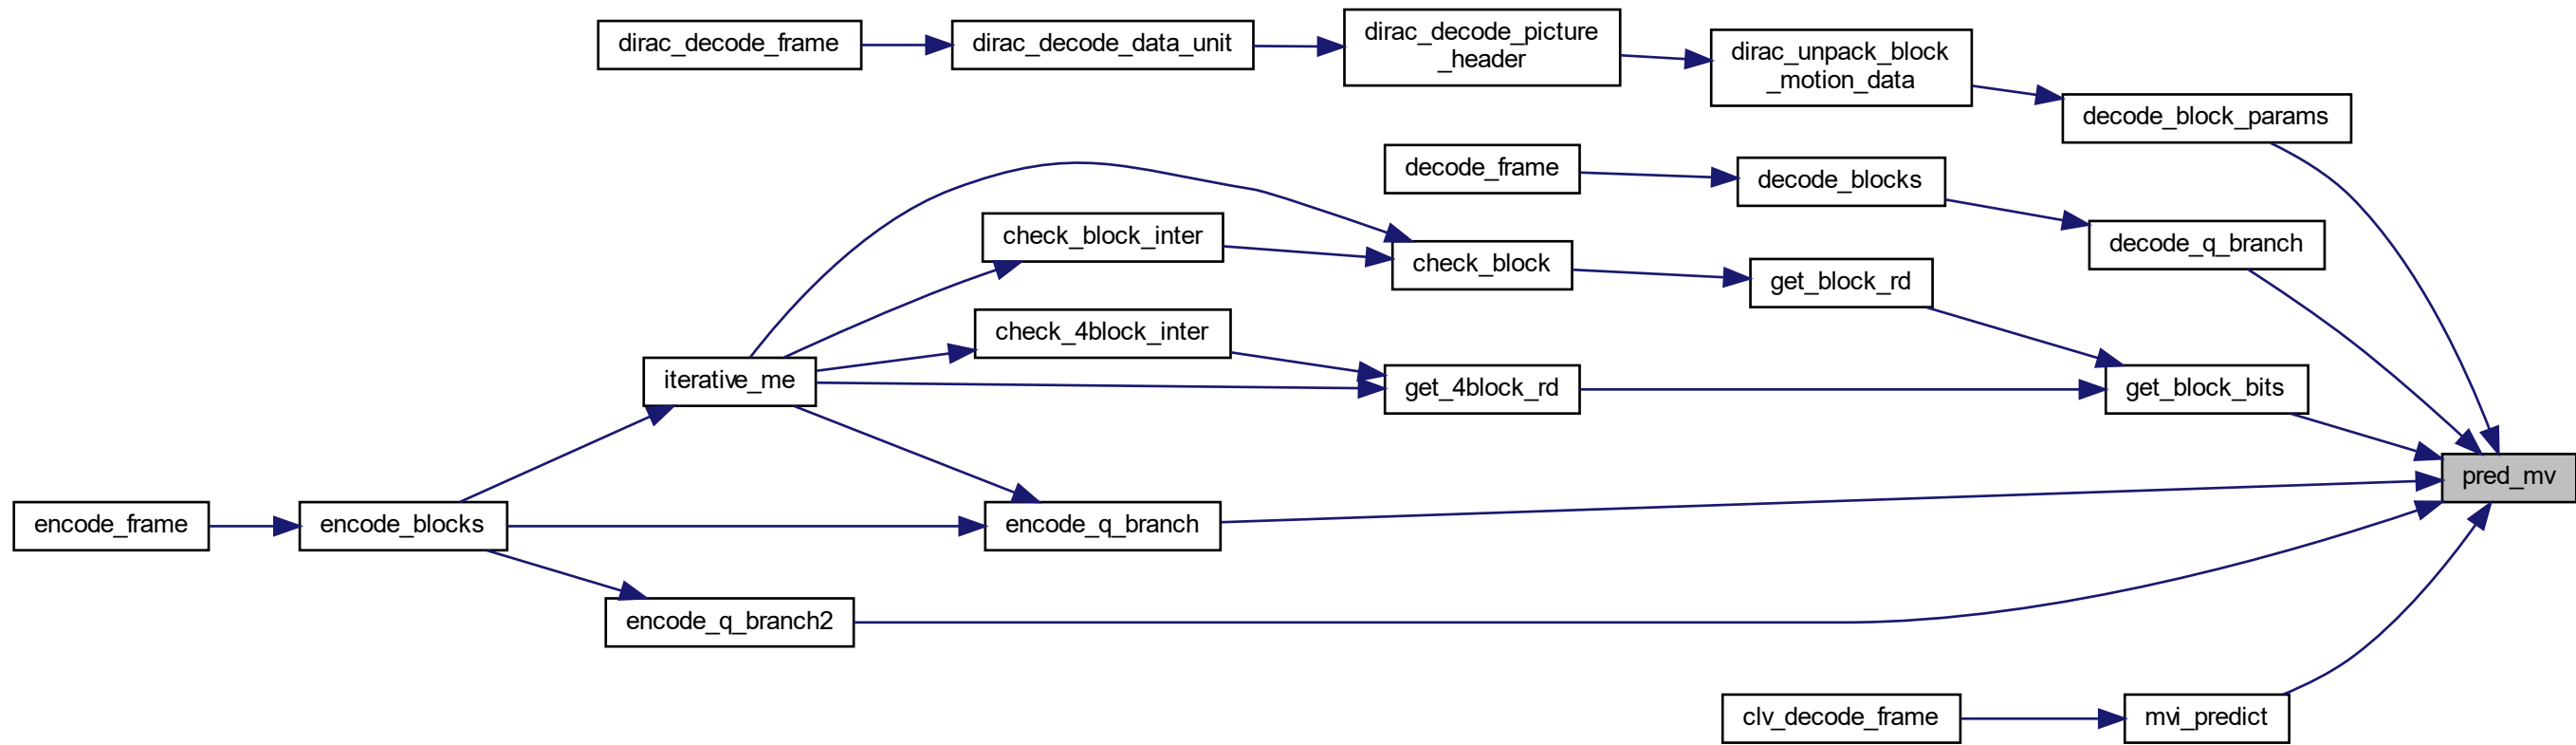 dirac_decode_frame
dirac_decode_data_unit
dirac_decode_picture
_header
dirac_unpack_block
_motion_data
decode_block_params
decode_frame
decode_blocks
decode_q_branch
check_block_inter
check_block
get_block_rd
check_4block_inter
iterative_me
get_4block_rd
get_block_bits
pred_mv
encode_frame
encode_blocks
encode_q_branch
encode_q_branch2
clv_decode_frame
mvi_predict